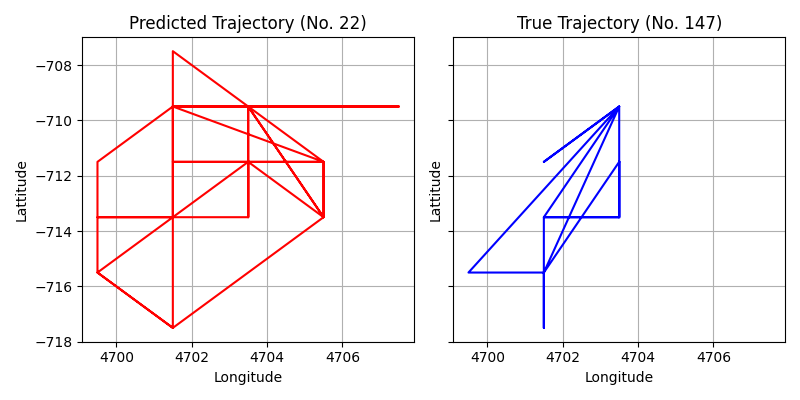 Predicted Trajectory (No. 22)
True Trajectory (No. 147)
−708
−710
−712
−714
−716
−718
Lattitude
4700 4702 4704 4706
Longitude
Lattitude
4700 4702 4704 4706
Longitude